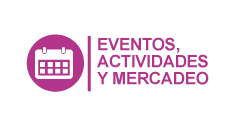 EVENTOS,
ACTIVIDADES
Y MERCADEO